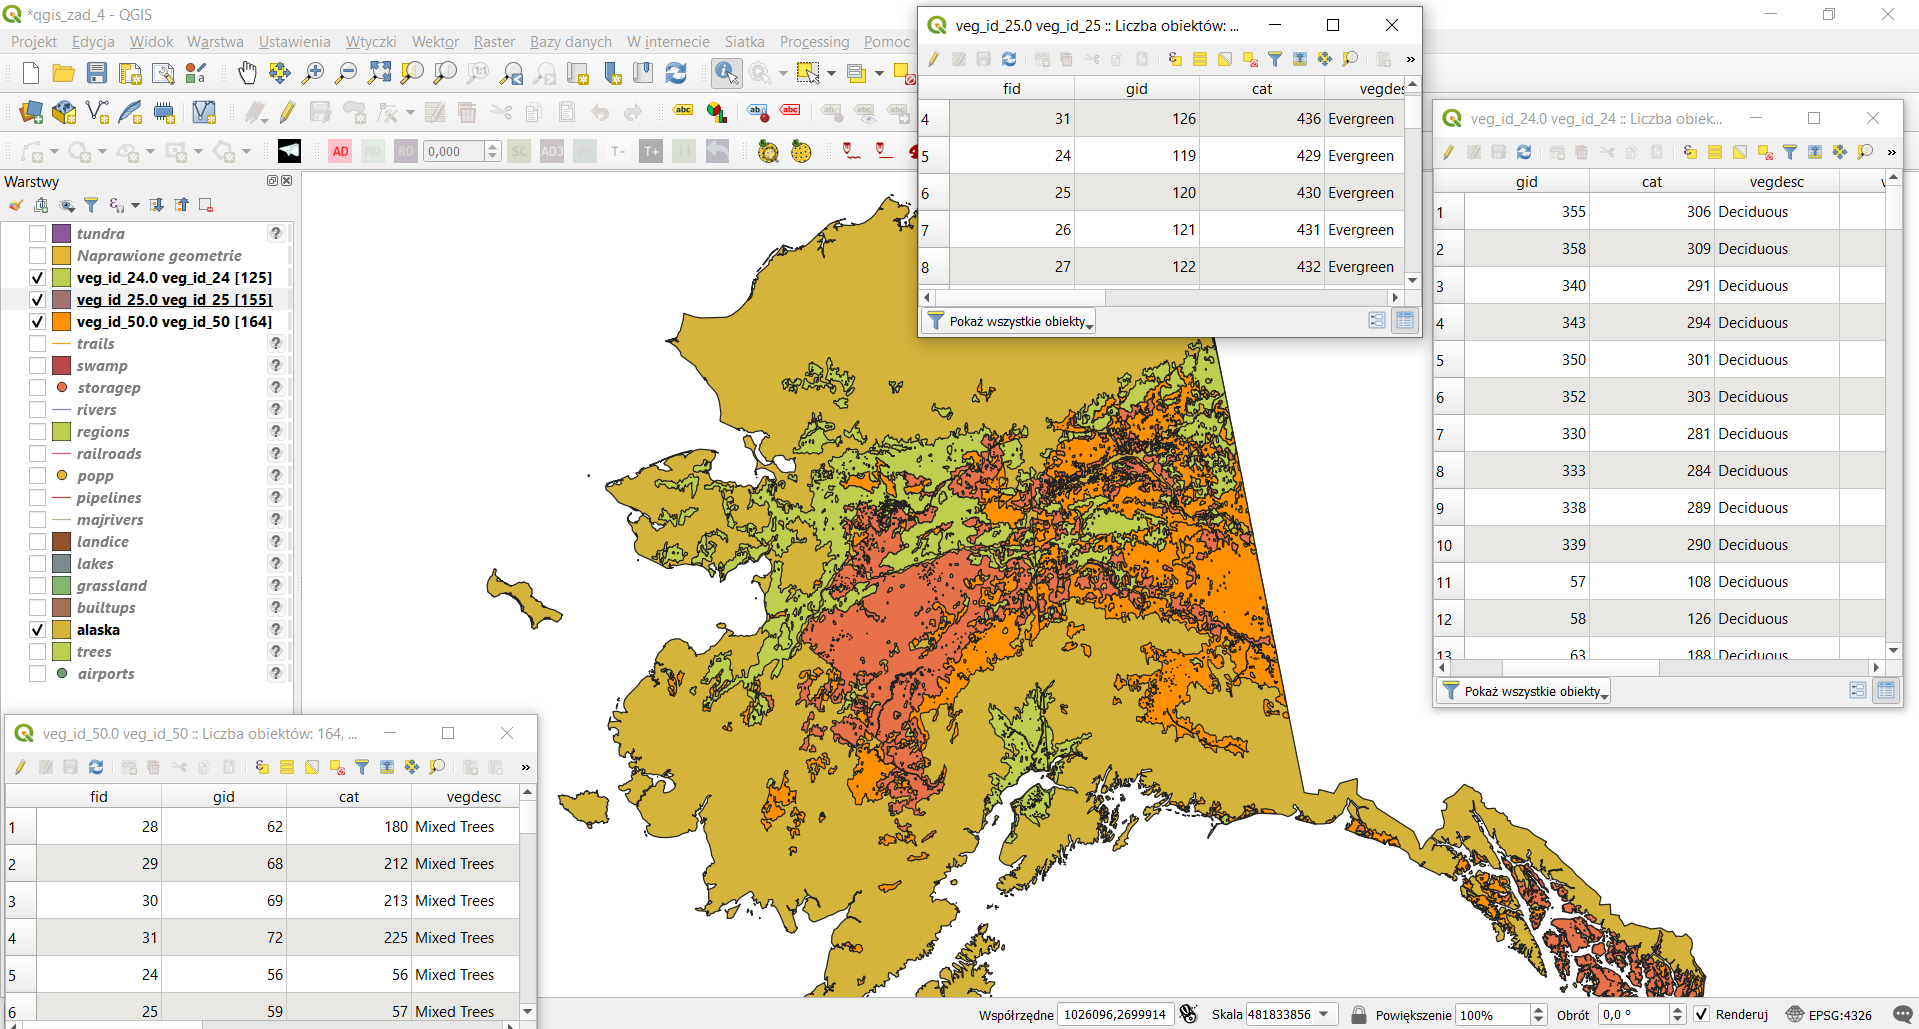 *qgis_zad_4 - QGIS
Projekt Edycja Widok Warstwa Ustawienia Wtyczki Wektor Raster Bazy danych W internecie Siatka Processing Pomoc
abc abc ab abc
AD MO RO 0,000 SC ADJ T- T+
Warstwy
tundra ?
Naprawione geometrie
veg_id_24.0 veg_id_24 [125]
veg_id_25.0 veg_id_25 [155]
veg_id_50.0 veg_id_50 [164]
trails ?
swamp ?
storagep ?
rivers ?
regions ?
railroads ?
popp ?
pipelines ?
majrivers ?
landice ?
lakes ?
grassland ?
builtups ?
alaska ?
trees ?
airports ?
veg_id_25.0 veg_id_25 :: Liczba obiektów: ...
»
fid gid cat vegdes
4 31 126 436 Evergreen
5 24 119 429 Evergreen
6 25 120 430 Evergreen
7 26 121 431 Evergreen
8 27 122 432 Evergreen
Pokaż wszystkie obiekty
veg_id_24.0 veg_id_24 :: Liczba obiek...
»
gid cat vegdesc
1 355 306 Deciduous
2 358 309 Deciduous
3 340 291 Deciduous
4 343 294 Deciduous
5 350 301 Deciduous
6 352 303 Deciduous
7 330 281 Deciduous
8 333 284 Deciduous
9 338 289 Deciduous
10 339 290 Deciduous
11 57 108 Deciduous
12 58 126 Deciduous
13 63 188 Deciduous
Pokaż wszystkie obiekty
veg_id_50.0 veg_id_50 :: Liczba obiektów: 164, ...
»
fid gid cat vegdesc
1 28 62 180 Mixed Trees
2 29 68 212 Mixed Trees
3 30 69 213 Mixed Trees
4 31 72 225 Mixed Trees
5 24 56 56 Mixed Trees
6 25 59 57 Mixed Trees
Współrzędne 1026096,2699914 Skala 481833856 Powiększenie 100% Obrót 0,0 ° Renderuj EPSG:4326